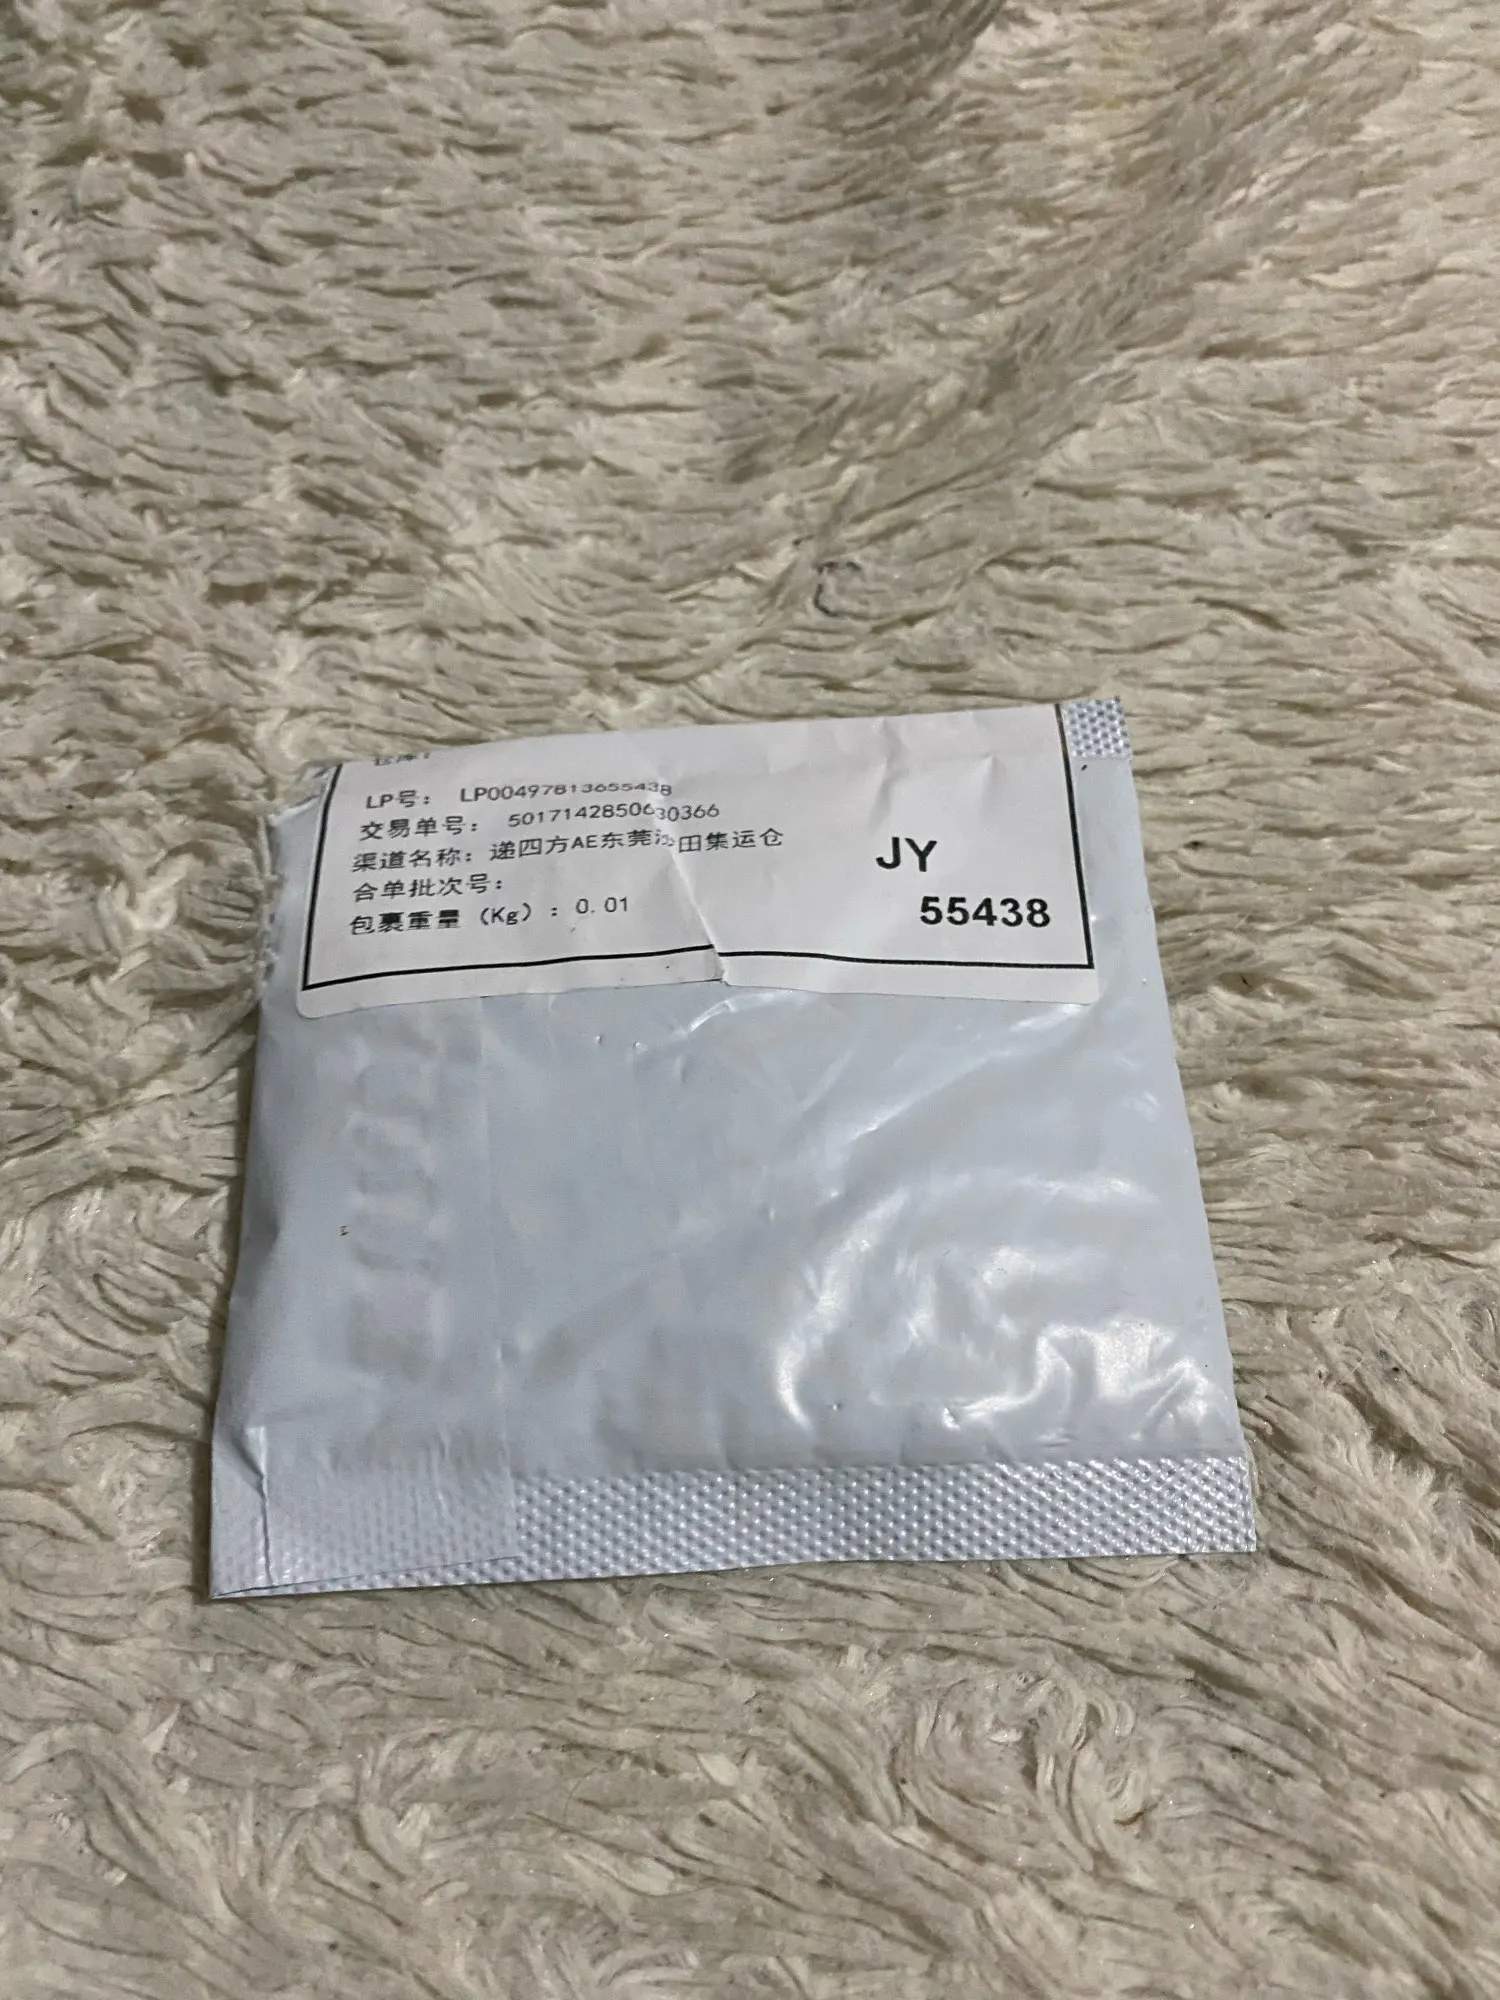 LP号： LP00497813655438
交易单号： 5017142850630366
渠道名称：递四方AE东莞沙田集运仓
合单批次号：
包裹重量（Kg）：0.01
JY
55438